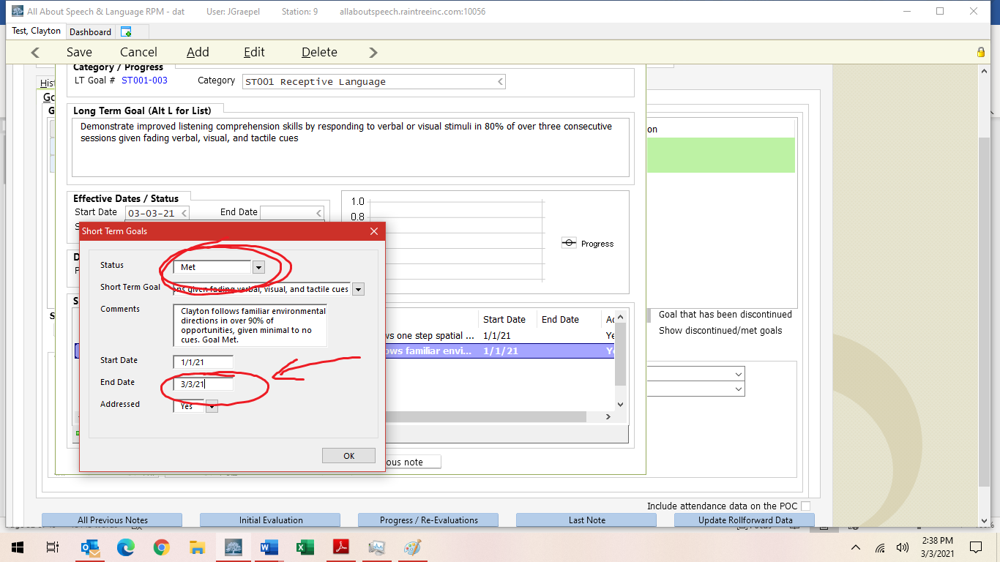 All About Speech & Language RPM - dat User: JGraepel Station: 9 allaboutspeech.raintreeinc.com:10056
Test, Clayton Dashboard
Save Cancel Add Edit Delete
Category / Progress
LT Goal # ST001-003 Category ST001 Receptive Language
Long Term Goal (Alt L for List)
Demonstrate improved listening comprehension skills by responding to verbal or visual stimuli in 80% of over three consecutive
sessions given fading verbal, visual, and tactile cues
on
Effective Dates / Status
Start Date 03-03-21 End Date
1.0
0.8
Progress
Short Term Goals
Status Met
Short Term Goal ons given fading verbal, visual, and tactile cues
Comments
Clayton follows familiar environmental
directions in over 90% of
opportunities, given minimal to no
cues. Goal Met.
Start Date 1/1/21
End Date 3/3/21
Addressed Yes
OK
Start Date End Date
ws one step spatial ... 1/1/21 Ye
ows familiar envi... 1/1/21
Goal that has been discontinued
Show discontinued/met goals
ous note
Include attendance data on the POC
All Previous Notes Initial Evaluation Progress / Re-Evaluations Last Note Update Rollforward Data
2:38 PM
3/3/2021